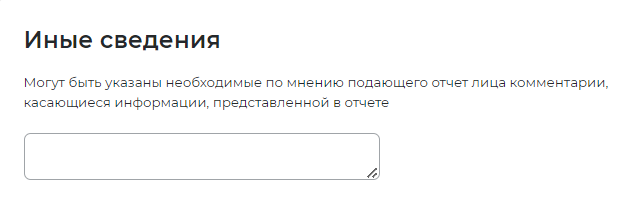 Иные сведения
Могут быть указаны необходимые по мнению подающего отчет лица комментарии,
касающиеся информации, представленной в отчете